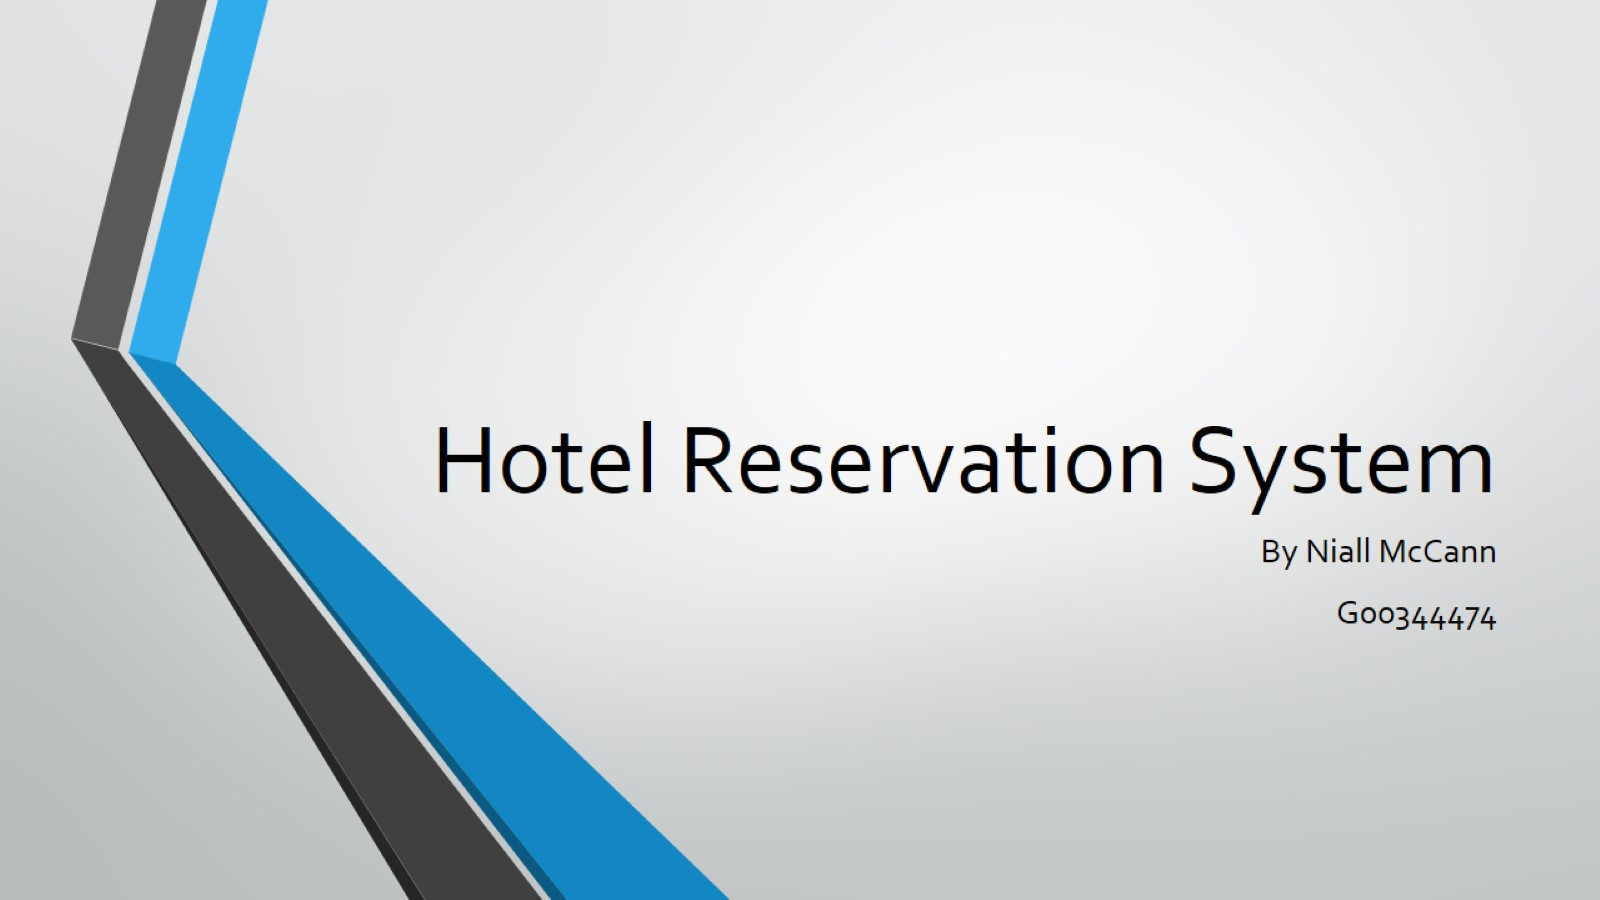 Hotel Reservation System
By Niall McCann
G00344474